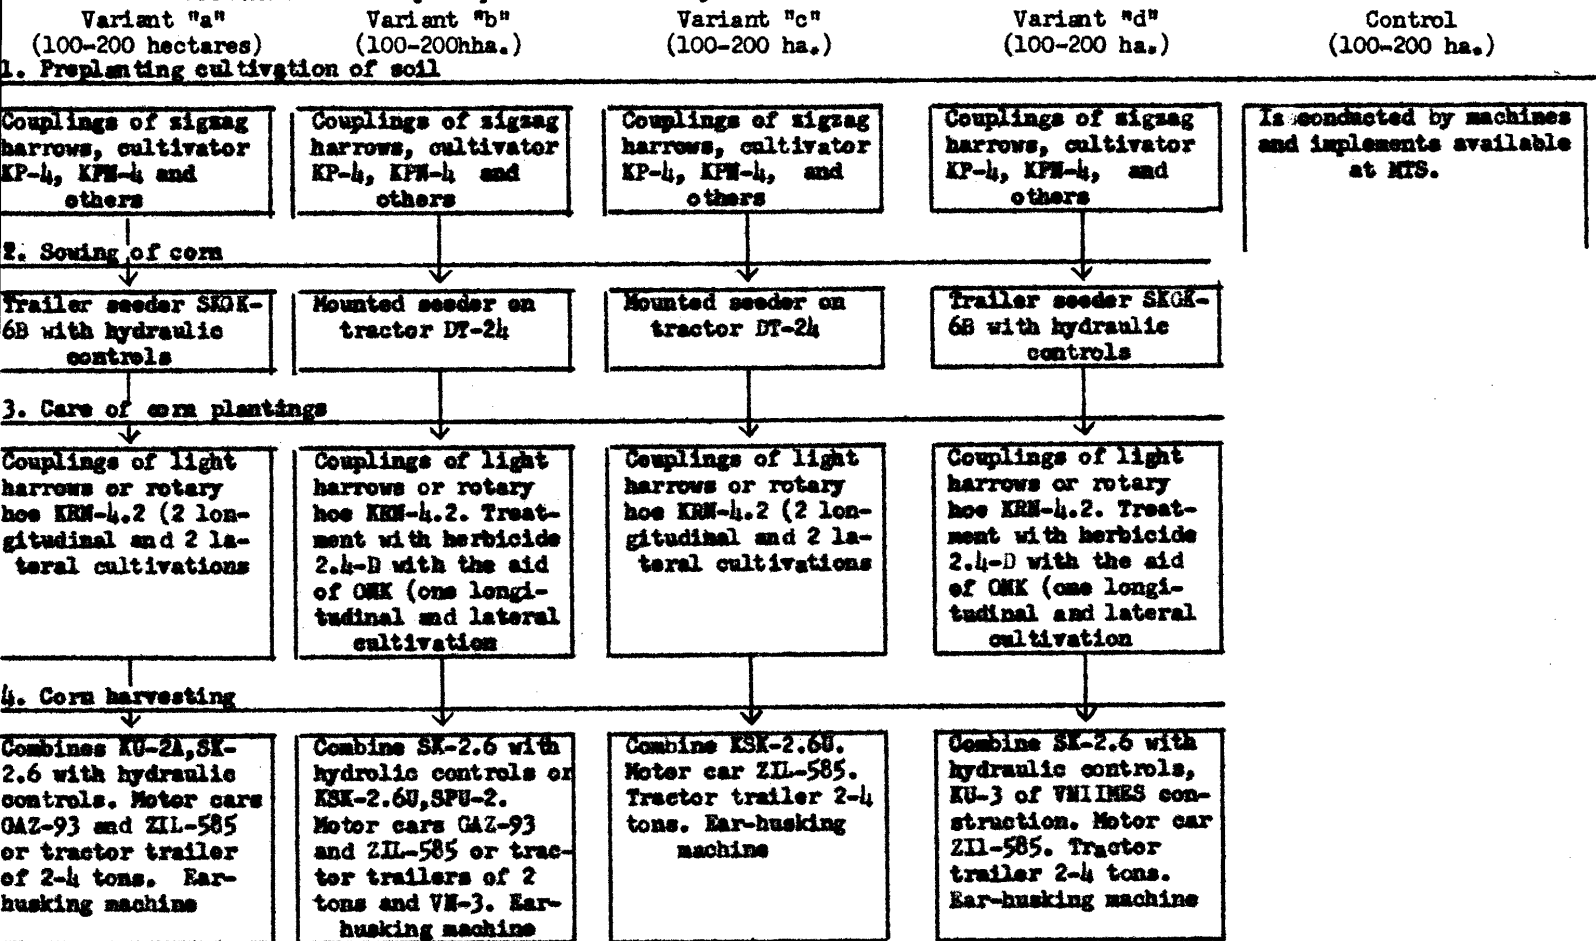 Variant "a"
(100-200 hectares)
Variant "b"
(100-200hha.)
Variant "c"
(100-200 ha.)
Variant "d"
(100-200 ha.)
Control
(100-200 ha.)
1. Preplanting cultivation of soil
Couplings of zigzag
harrows, cultivator
KP-4, KPN-4 and
others
Couplings of zigzag
harrows, cultivator
KP-4, KPN-4 and
others
Couplings of zigzag
harrows, cultivator
KP-4, KPN-4, and
others
Couplings of zigzag
harrows, cultivator
KP-4, KPN-4, and
others
Is conducted by machines
and implements available
at MTS.
2. Sowing of corn
Trailer seeder SKGK-
6B with hydraulic
controls
Mounted seeder on
tractor DT-24
Mounted seeder on
tractor DT-24
Trailer seeder SKGK-
6B with hydraulic
controls
3. Care of corn plantings
Couplings of light
harrows or rotary
hoe KRN-4.2 (2 lon-
gitudinal and 2 la-
teral cultivations
Couplings of light
harrows or rotary
hoe KRN-4.2. Treat-
ment with herbicide
2.4-D with the aid
of ONK (one longi-
tudinal and lateral
cultivation
Couplings of light
harrows or rotary
hoe KRN-4.2 (2 lon-
gitudinal and 2 la-
teral cultivations
Couplings of light
harrows or rotary
hoe KRN-4.2. Treat-
ment with herbicide
2.4-D with the aid
of ONK (one longi-
tudinal and lateral
cultivation
4. Corn harvesting
Combines KU-2A,SK-
2.6 with hydraulic
controls. Motor cars
GAZ-93 and ZIL-585
or tractor trailer
of 2-4 tons. Ear-
husking machine
Combine SK-2.6 with
hydrolic controls or
KSK-2.6U,SPU-2.
Motor cars GAZ-93
and ZIL-585 or trac-
tor trailers of 2
tons and VN-3. Ear-
husking machine
Combine KSK-2.6U.
Motor car ZIL-585.
Tractor trailer 2-4
tons. Ear-husking
machine
Combine SK-2.6 with
hydraulic controls,
KU-3 of VNIIMES con-
struction. Motor car
ZIl-585. Tractor
trailer 2-4 tons.
Ear-husking machine